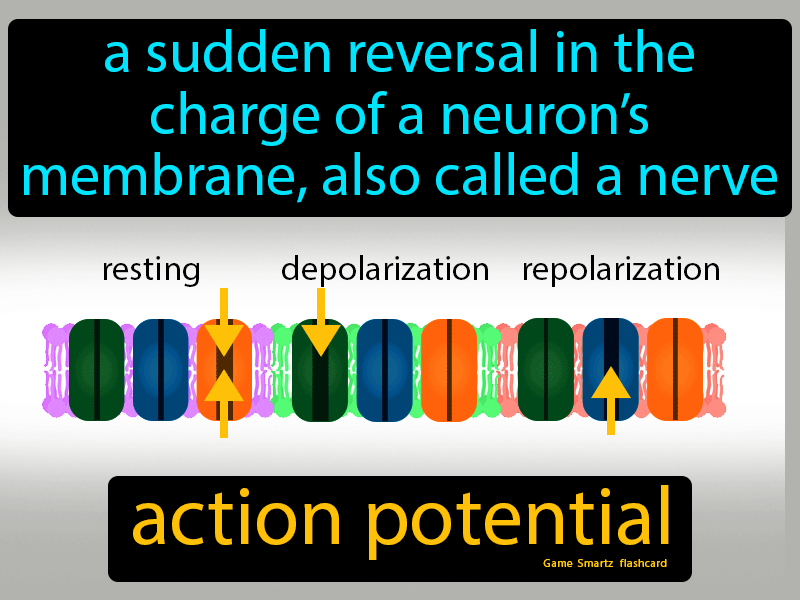 a sudden reversal in the
charge of a neuron’s
membrane, also called a nerve
resting depolarization repolarization
action potential
Game Smartz flashcard